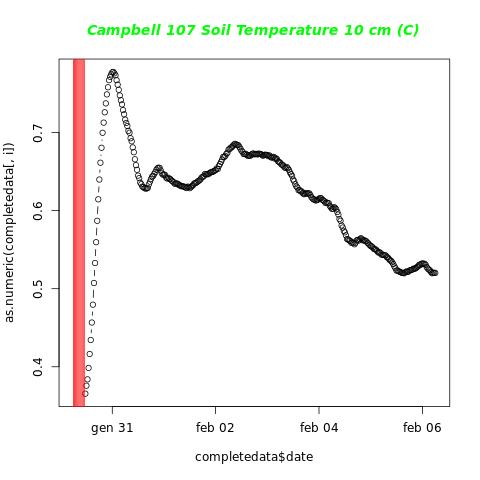 Campbell 107 Soil Temperature 10 cm (C)
as.numeric(completedata[, i])
0.7
0.6
0.5
0.4
gen 31
feb 02
feb 04
feb 06
completedata$date